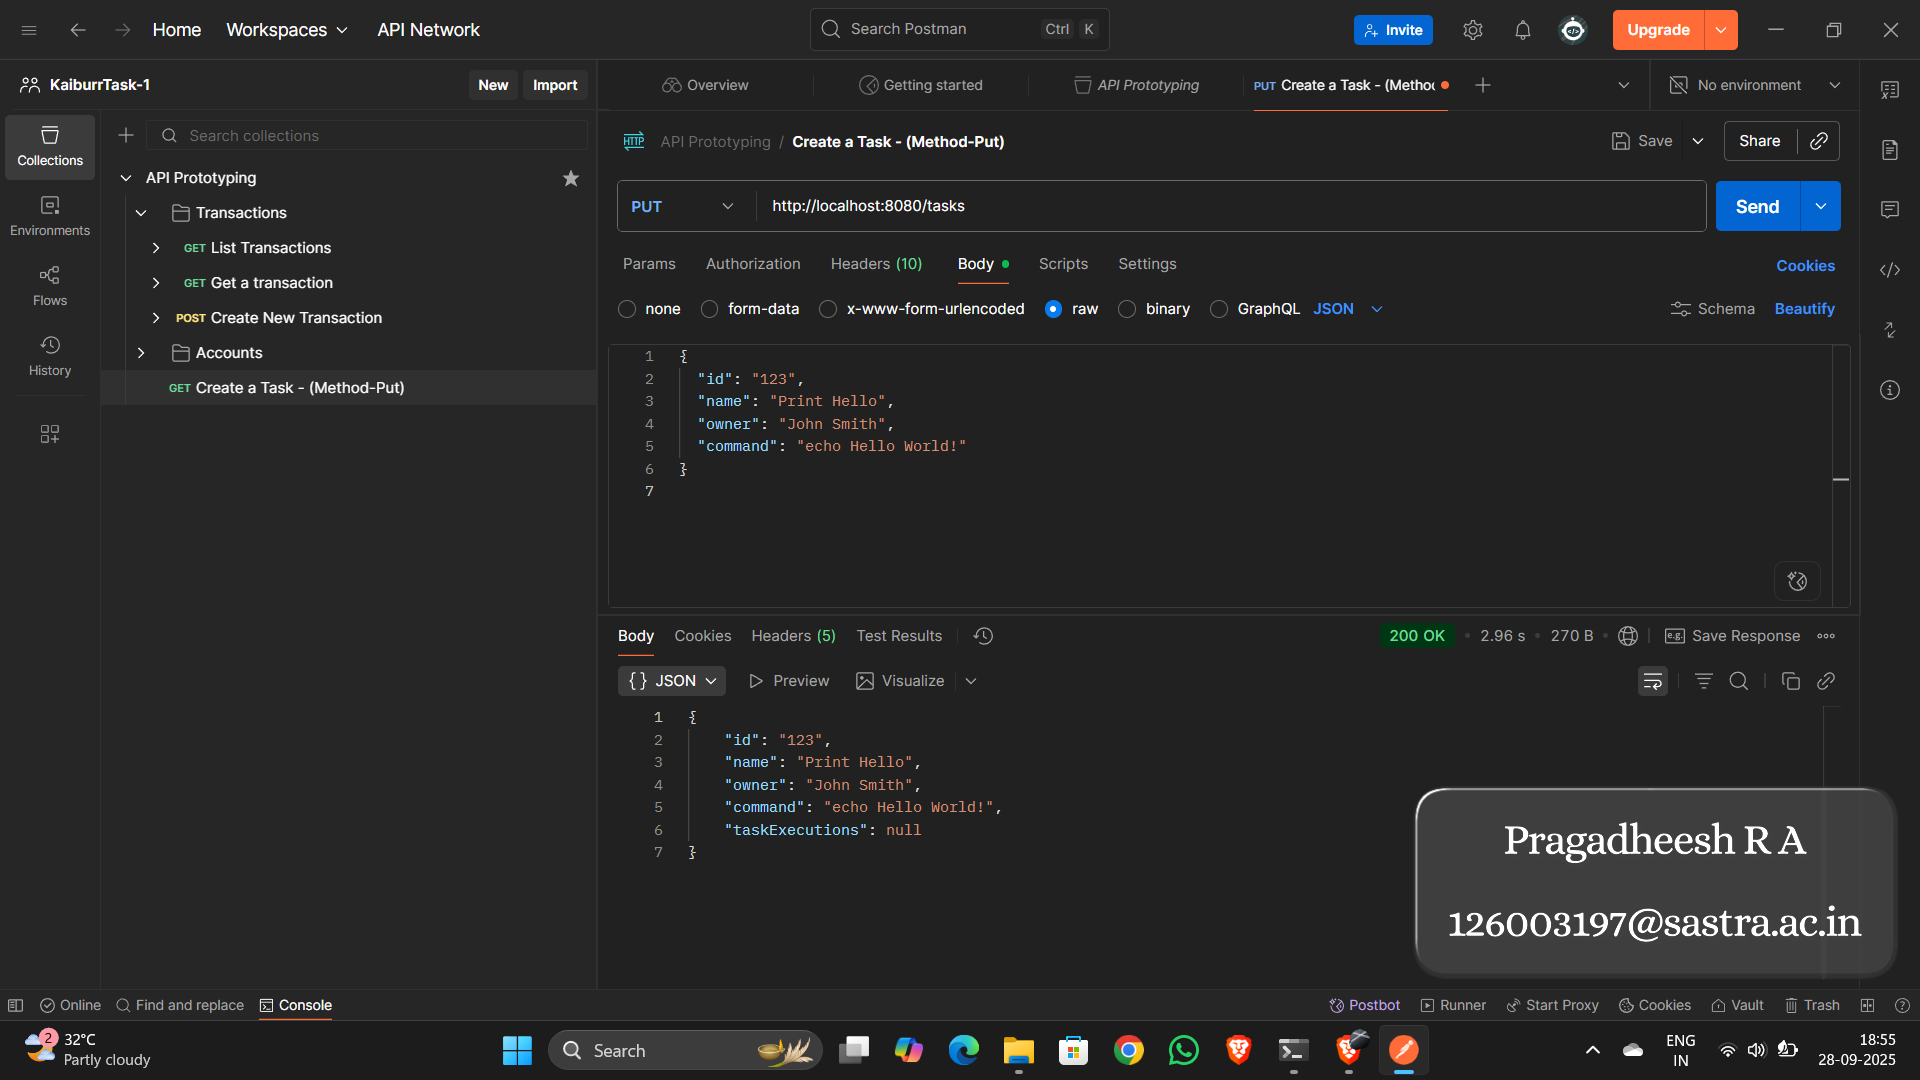 Home Workspaces API Network Search Postman Ctrl K Invite Upgrade
KaiburrTask-1 New Import Overview Getting started API Prototyping PUT Create a Task - (Methoc No environment
Search collections
Collections
API Prototyping / Create a Task - (Method-Put) Save Share
API Prototyping
Transactions
GET List Transactions
GET Get a transaction
POST Create New Transaction
Accounts
GET Create a Task - (Method-Put)
Environments
Flows
History
PUT http://localhost:8080/tasks Send
Params Authorization Headers (10) Body Scripts Settings Cookies
none form-data x-www-form-urlencoded raw binary GraphQL JSON Schema Beautify
1 {
2 "id": "123",
3 "name": "Print Hello",
4 "owner": "John Smith",
5 "command": "echo Hello World!"
6 }
7
Body Cookies Headers (5) Test Results 200 OK 2.96 s 270 B e.g. Save Response
{} JSON Preview Visualize
1 {
2 "id": "123",
3 "name": "Print Hello",
4 "owner": "John Smith",
5 "command": "echo Hello World!",
6 "taskExecutions": null
7 }
Pragadheesh R A
126003197@sastra.ac.in
Online Find and replace Console Postbot Runner Start Proxy Cookies Vault Trash
2 32°C
Partly cloudy
Search
ENG
IN
18:55
28-09-2025